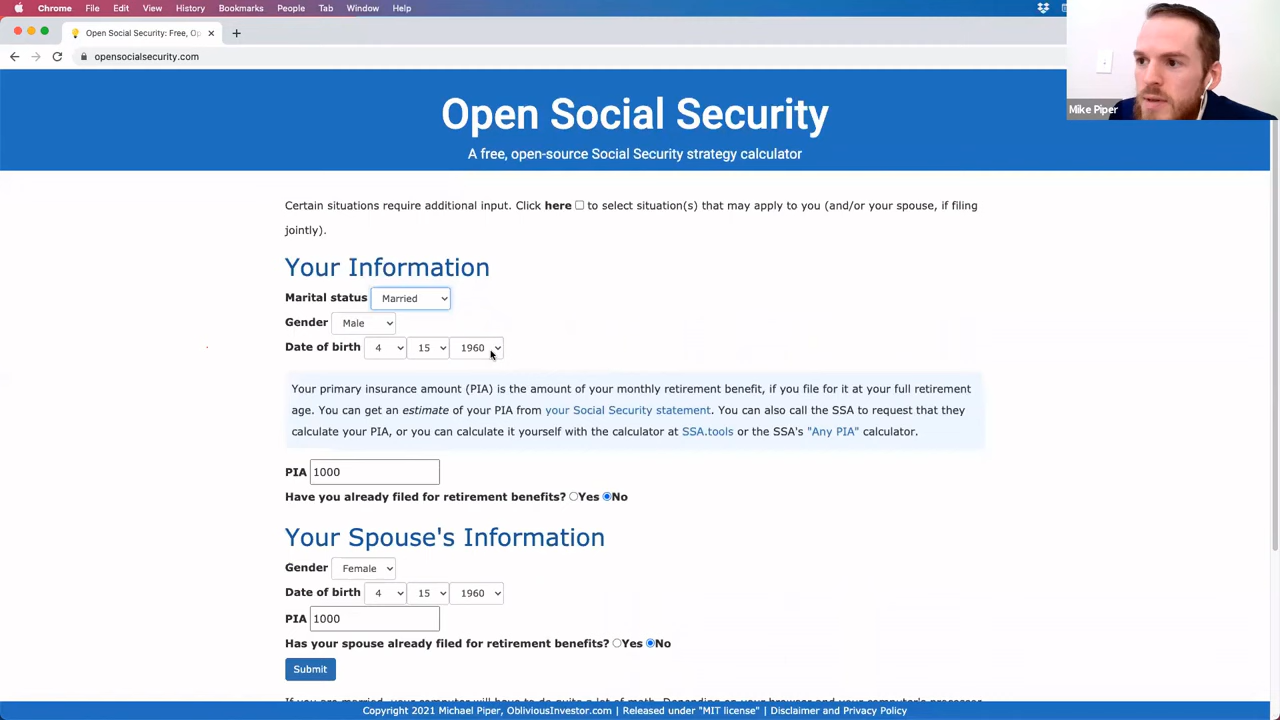 Chrome File Edit View History Bookmarks People Tab Window Help
Open Social Security: Free, Op
opensocialsecurity.com
Mike Piper
Open Social Security
A free, open-source Social Security strategy calculator
Certain situations require additional input. Click here to select situation(s) that may apply to you (and/or your spouse, if filing
jointly).
Your Information
Marital status Married
Gender Male
Date of birth 4 15 1960
Your primary insurance amount (PIA) is the amount of your monthly retirement benefit, if you file for it at your full retirement
age. You can get an estimate of your PIA from your Social Security statement. You can also call the SSA to request that they
calculate your PIA, or you can calculate it yourself with the calculator at SSA.tools or the SSA's "Any PIA" calculator.
PIA 1000
Have you already filed for retirement benefits? Yes No
Your Spouse's Information
Gender Female
Date of birth 4 15 1960
PIA 1000
Has your spouse already filed for retirement benefits? Yes No
Submit
If you are married, your computer will have to do quite a lot of math. Depending on your browser and your computer's processor
Copyright 2021 Michael Piper, ObliviousInvestor.com | Released under "MIT license" | Disclaimer and Privacy Policy